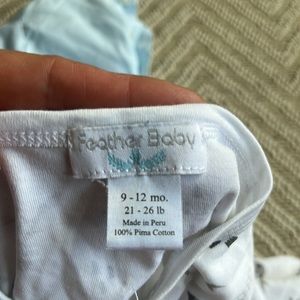 Feather Baby
9 - 12 mo.
21 - 26 lb
Made in Peru
100% Pima Cotton